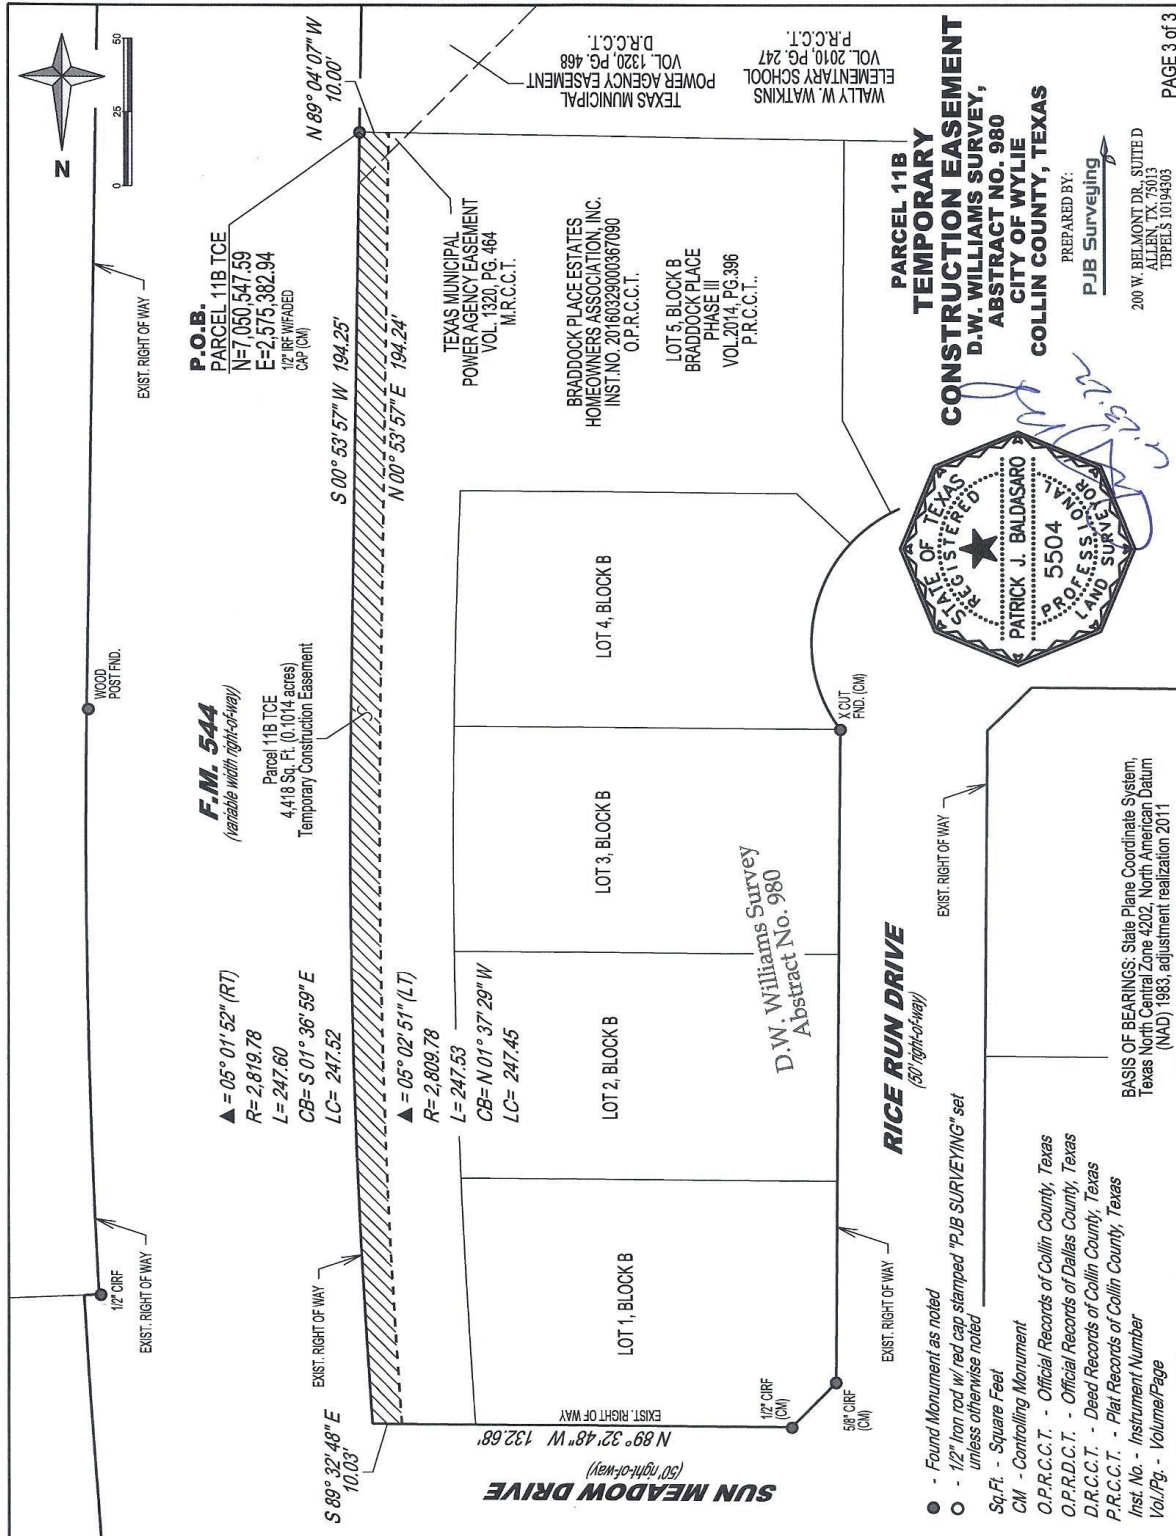 N
0
25
50
EXIST. RIGHT OF WAY
WOOD
POST FND.
1/2" CIRF
EXIST. RIGHT OF WAY
P.O.B.
PARCEL 11B TCE
N=7,050,547.59
E=2,575,382.94
1/2" IRF W/FADED
CAP (CM)
N 89° 04' 07" W
10.00'
F.M. 544
(variable width right-of-way)
Parcel 11B TCE
4,418 Sq. Ft. (0.1014 acres)
Temporary Construction Easement
S 00° 53' 57" W 194.25'
N 00° 53' 57" E 194.24'
▲ = 05° 01' 52" (RT)
R= 2,819.78
L= 247.60
CB= S 01° 36' 59" E
LC= 247.52
▲ = 05° 02' 51" (LT)
R= 2,809.78
L= 247.53
CB= N 01° 37' 29" W
LC= 247.45
EXIST. RIGHT OF WAY
S 89° 32' 48" E
10.03'
TEXAS MUNICIPAL
POWER AGENCY EASEMENT
VOL. 1320, PG. 468
D.R.C.C.T.
WALLY W. WATKINS
ELEMENTARY SCHOOL
VOL. 2010, PG. 247
P.R.C.C.T.
TEXAS MUNICIPAL
POWER AGENCY EASEMENT
VOL. 1320, PG. 464
M.R.C.C.T.
BRADDOCK PLACE ESTATES
HOMEOWNERS ASSOCIATION, INC.
INST.NO. 20160329000367090
O.P.R.C.C.T.
LOT 5, BLOCK B
BRADDOCK PLACE
PHASE III
VOL.2014, PG.396
P.R.C.C.T..
LOT 1, BLOCK B
LOT 2, BLOCK B
LOT 3, BLOCK B
LOT 4, BLOCK B
D.W. Williams Survey
Abstract No. 980
SUN MEADOW DRIVE
(50' right-of-way)
N 89° 32' 48" W 132.68'
EXIST. RIGHT OF WAY
1/2" CIRF
(CM)
5/8" CIRF
(CM)
EXIST. RIGHT OF WAY
X CUT
FND. (CM)
RICE RUN DRIVE
(50' right-of-way)
EXIST. RIGHT OF WAY
- Found Monument as noted
- 1/2" Iron rod w/ red cap stamped "PJB SURVEYING" set
unless otherwise noted
Sq.Ft. - Square Feet
CM - Controlling Monument
O.P.R.C.C.T. - Official Records of Collin County, Texas
O.P.R.D.C.T. - Official Records of Dallas County, Texas
D.R.C.C.T. - Deed Records of Collin County, Texas
P.R.C.C.T. - Plat Records of Collin County, Texas
Inst. No. - Instrument Number
Vol./Pg. - Volume/Page
BASIS OF BEARINGS: State Plane Coordinate System,
Texas North Central Zone 4202, North American Datum
(NAD) 1983, adjustment realization 2011
STATE OF TEXAS
REGISTERED
PATRICK J. BALDASARO
5504
PROFESSIONAL
LAND SURVEYOR
PARCEL 11B
TEMPORARY
CONSTRUCTION EASEMENT
D.W. WILLIAMS SURVEY,
ABSTRACT NO. 980
CITY OF WYLIE
COLLIN COUNTY, TEXAS
PREPARED BY:
PJB Surveying
200 W. BELMONT DR., SUITE D
ALLEN, TX. 75013
TBPELS 10194303
PAGE 3 of 3